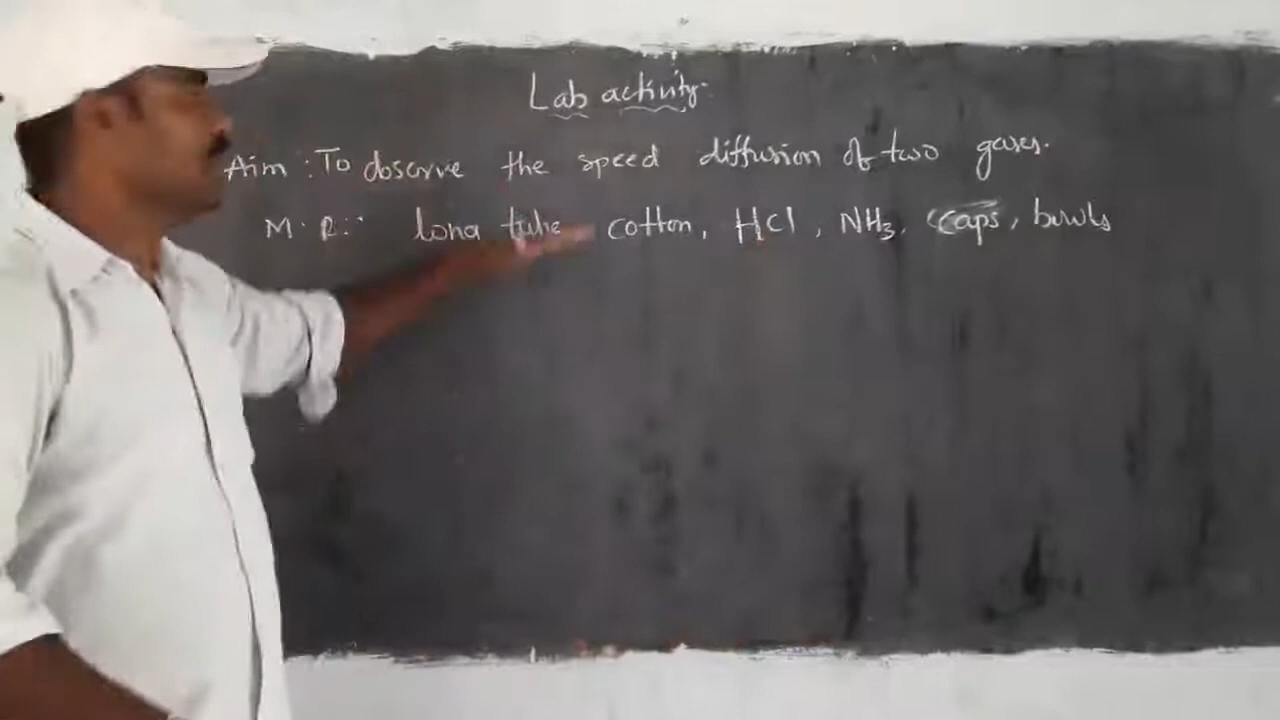 Lab activity.
Aim : To observe the speed diffusion of two gases.
M. R :- long tube cotton, HCl, NH3, caps, bowls